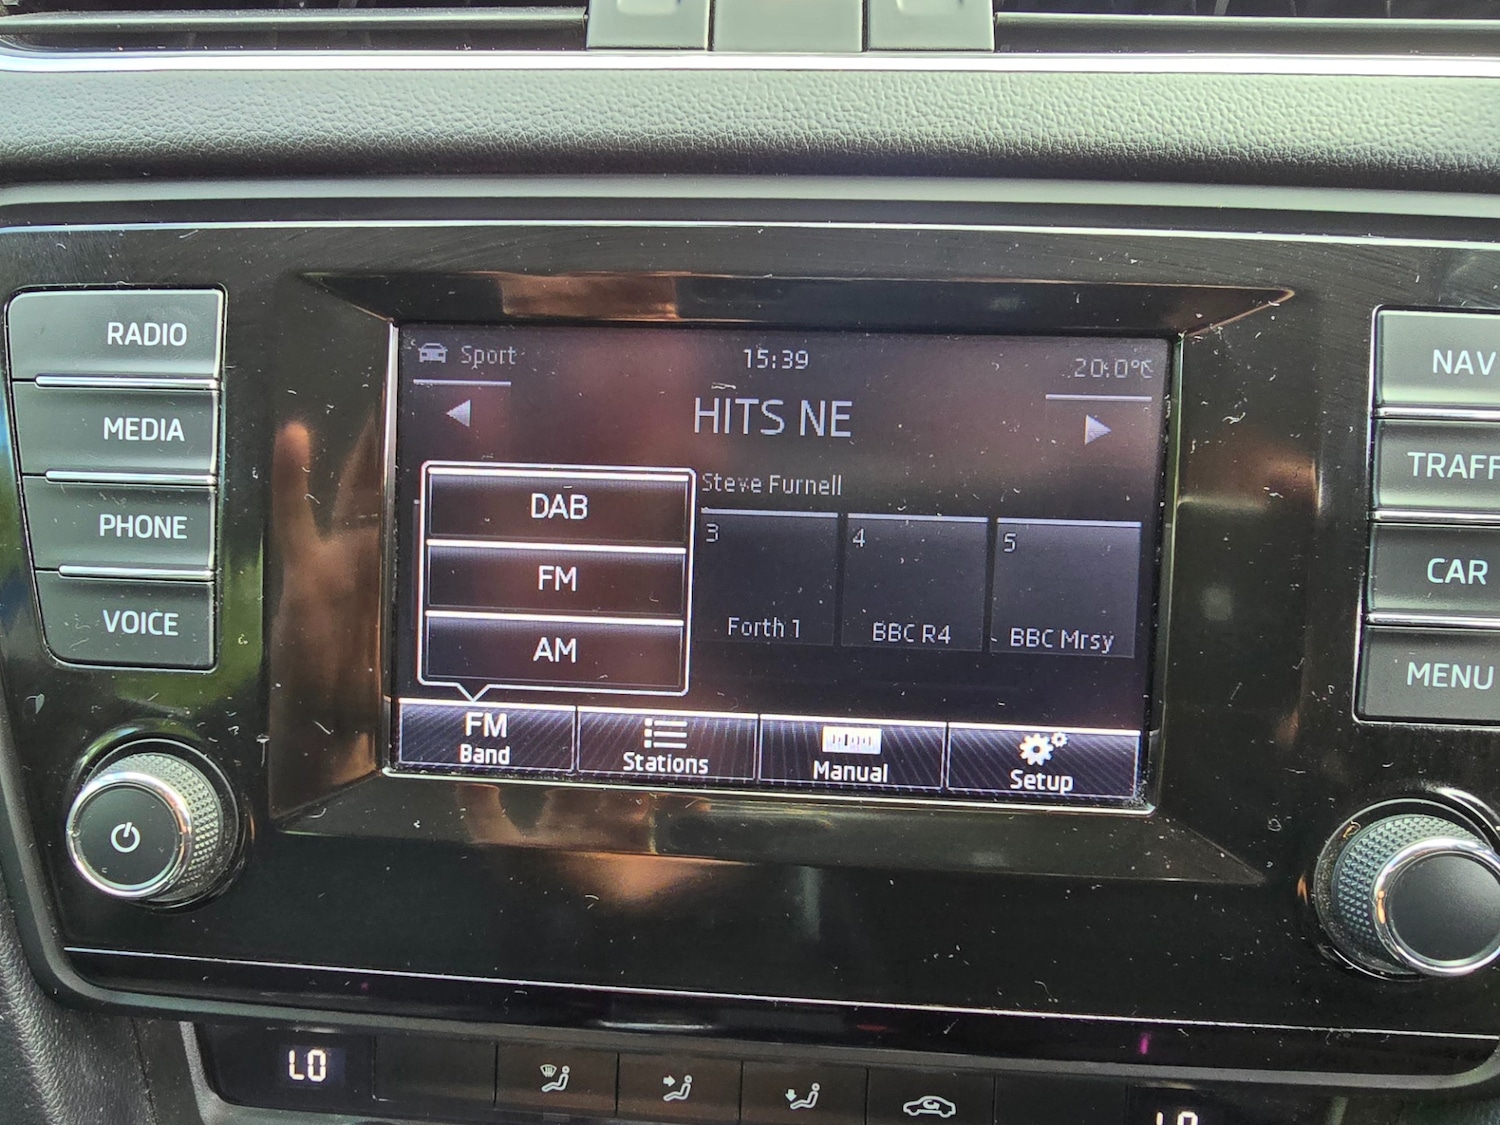 RADIO
MEDIA
PHONE
VOICE
Sport
15:39
20.0°C
HITS NE
Steve Furnell
DAB
FM
AM
3
Forth 1
4
BBC R4
5
BBC Mrsy
FM
Band
Stations
Manual
Setup
NAV
TRAFF
CAR
MENU
LO
LO